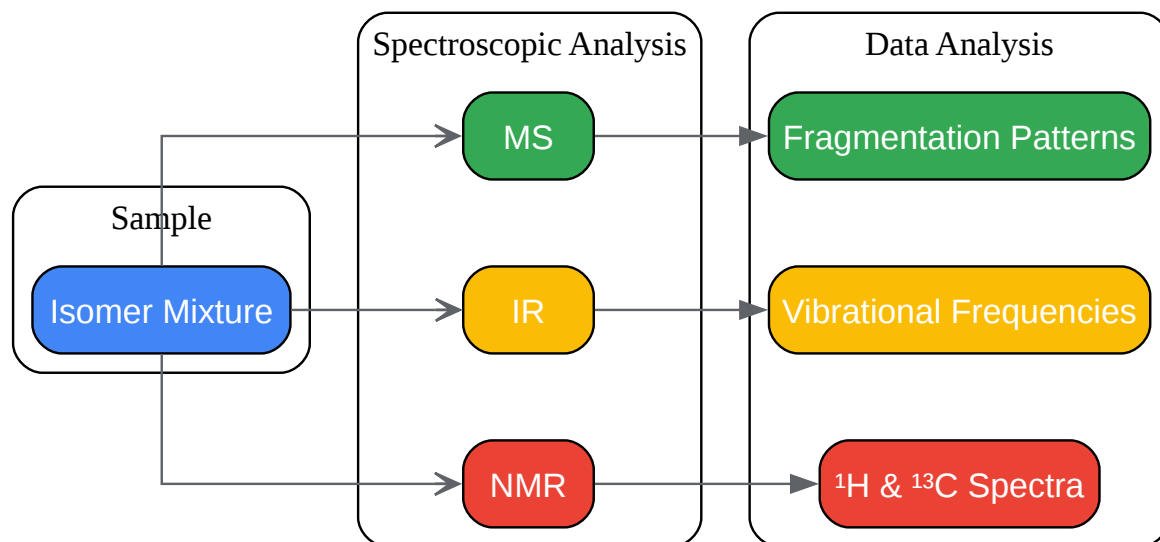 Spectroscopic Analysis
Data Analysis
MS
Fragmentation Patterns
Sample
Isomer Mixture
IR
Vibrational Frequencies
NMR
¹H & ¹³C Spectra